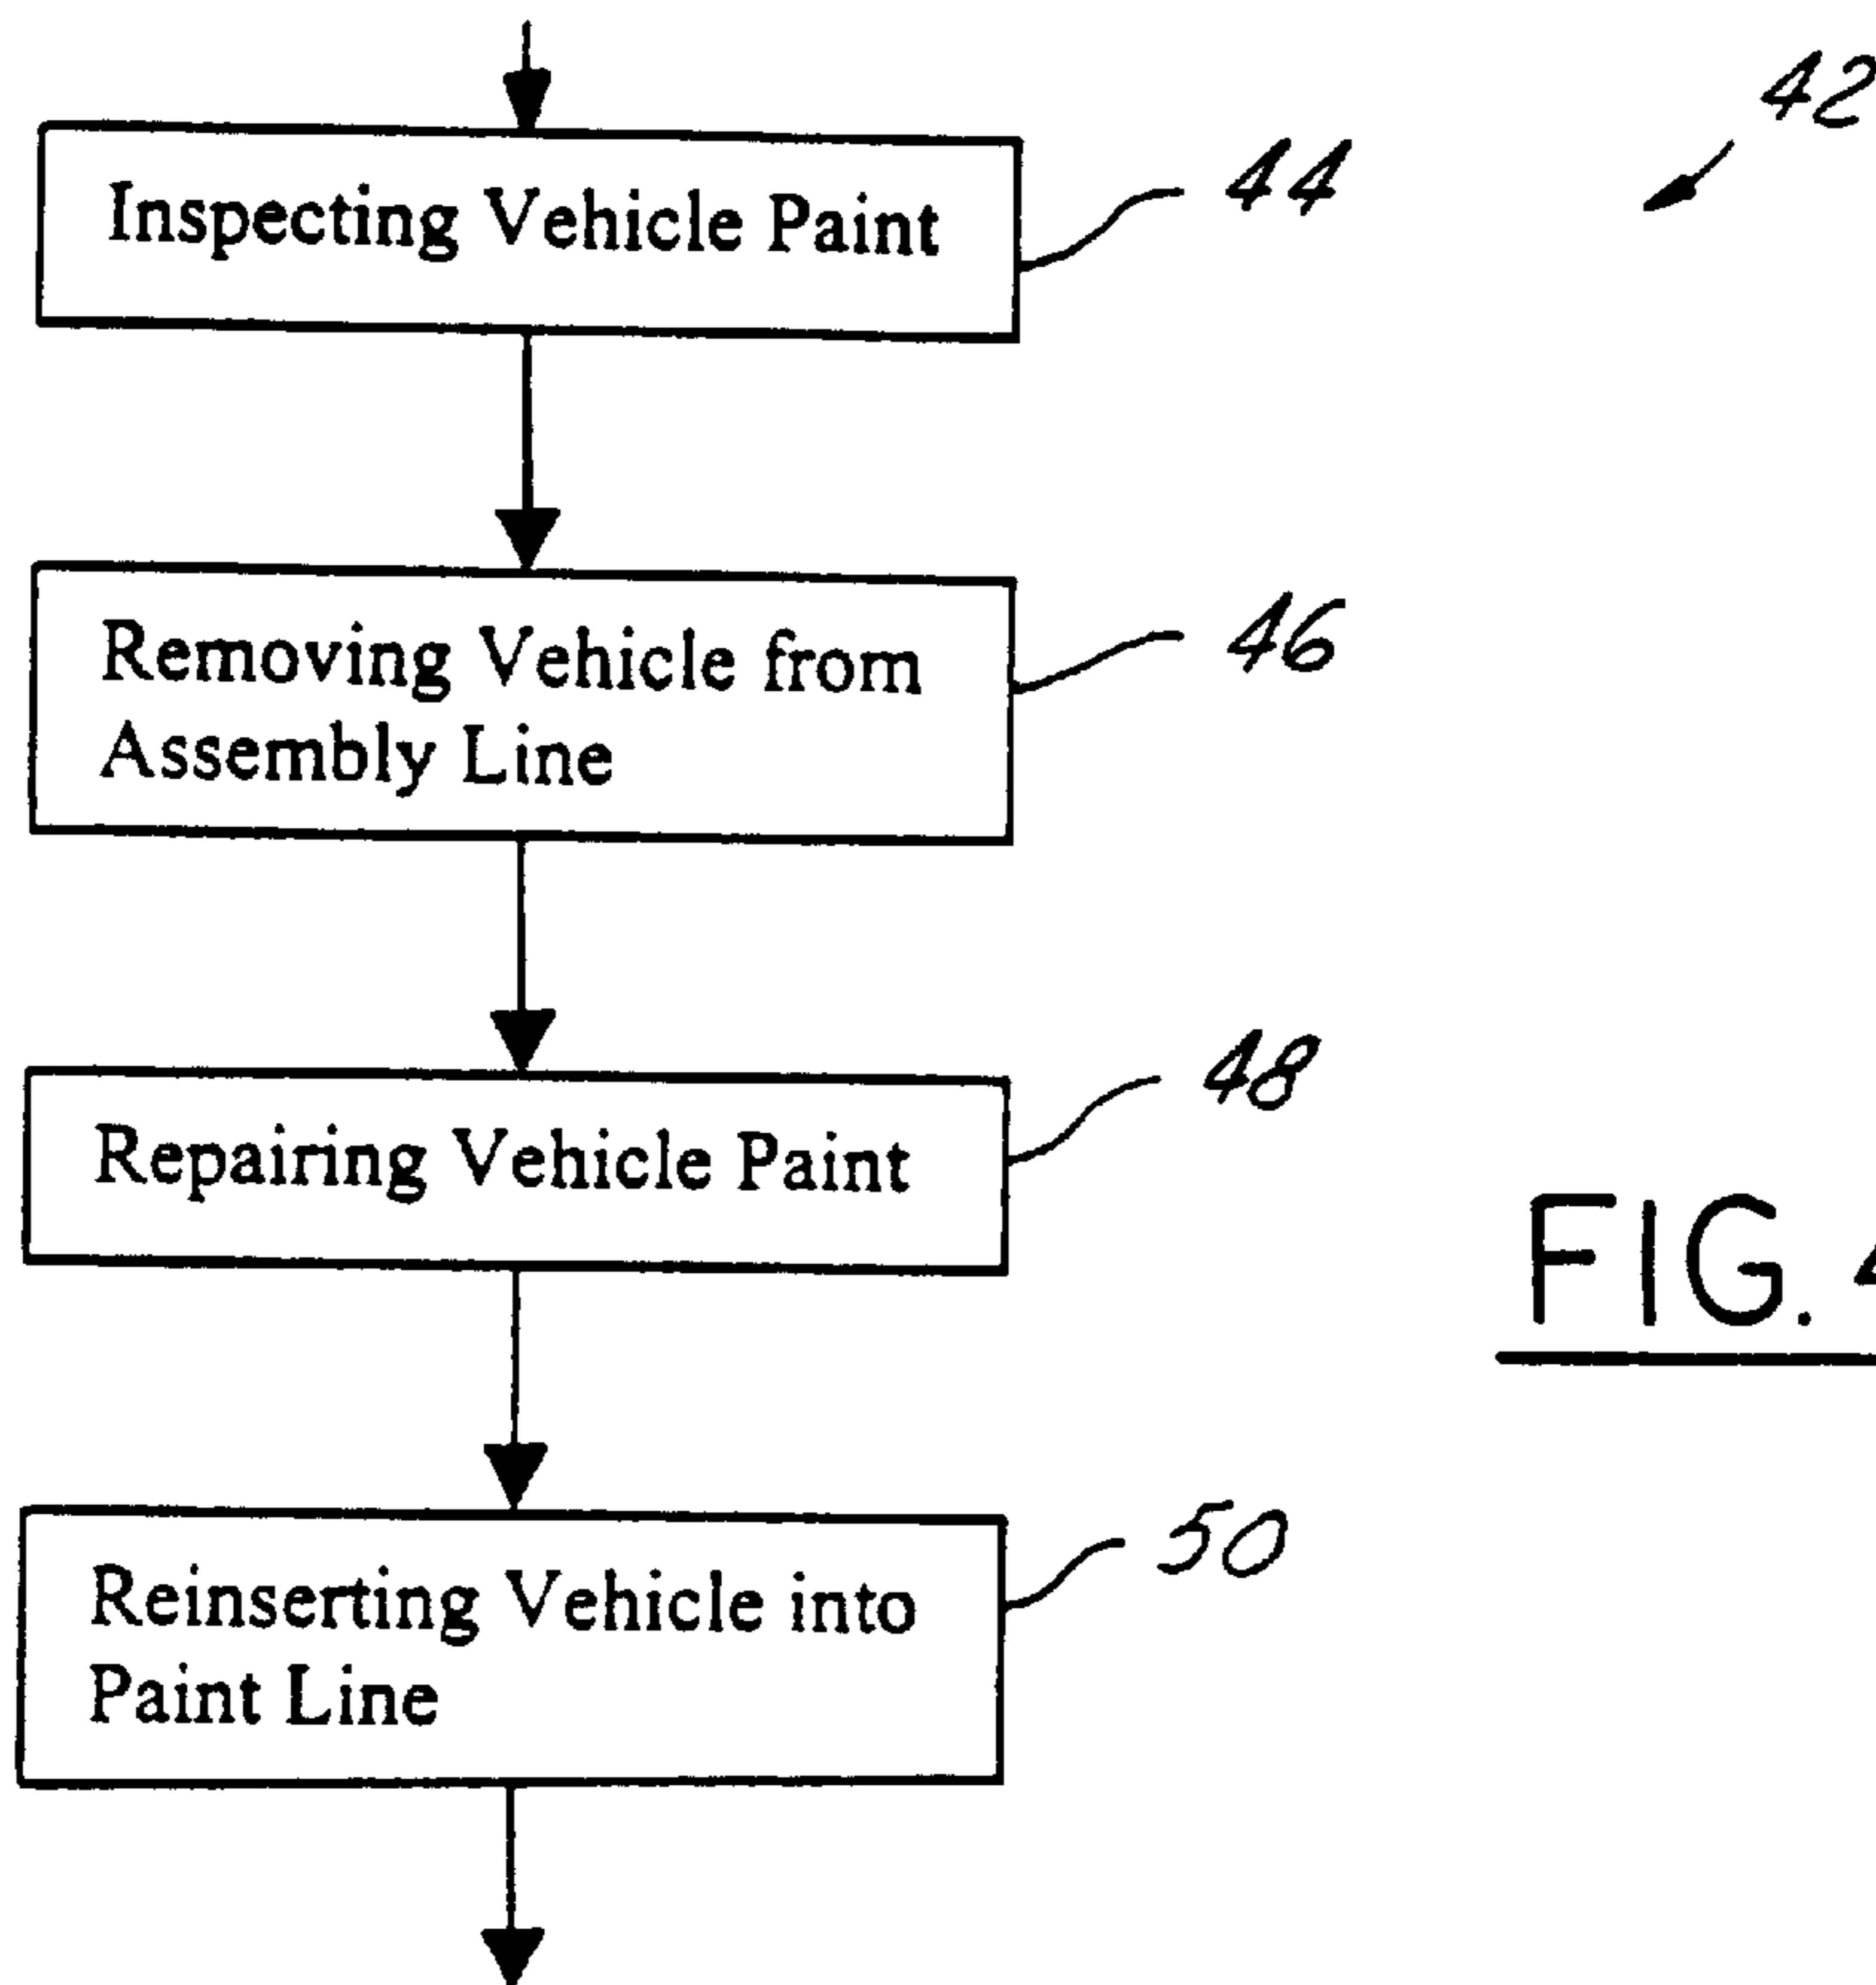 42
Inspecting Vehicle Paint
44
Removing Vehicle from
Assembly Line
46
Repairing Vehicle Paint
48
FIG.
Reinserting Vehicle into
Paint Line
50